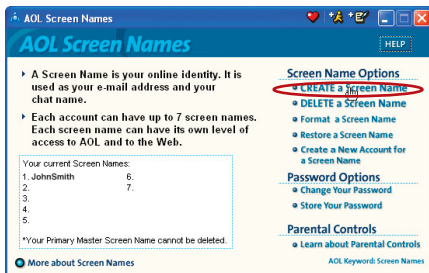 AOL Screen Names
AOL Screen Names
HELP
A Screen Name is your online identity. It is
used as your e-mail address and your
chat name.
Each account can have up to 7 screen names.
Each screen name can have its own level of
access to AOL and to the Web.
Your current Screen Names:
1. JohnSmith 6.
2. 7.
3.
4.
5.
*Your Primary Master Screen Name cannot be deleted.
More about Screen Names
Screen Name Options
CREATE a Screen Name
DELETE a Screen Name
Format a Screen Name
Restore a Screen Name
Create a New Account for
a Screen Name
Password Options
Change Your Password
Store Your Password
Parental Controls
Learn about Parental Controls
AOL Keyword: Screen Names